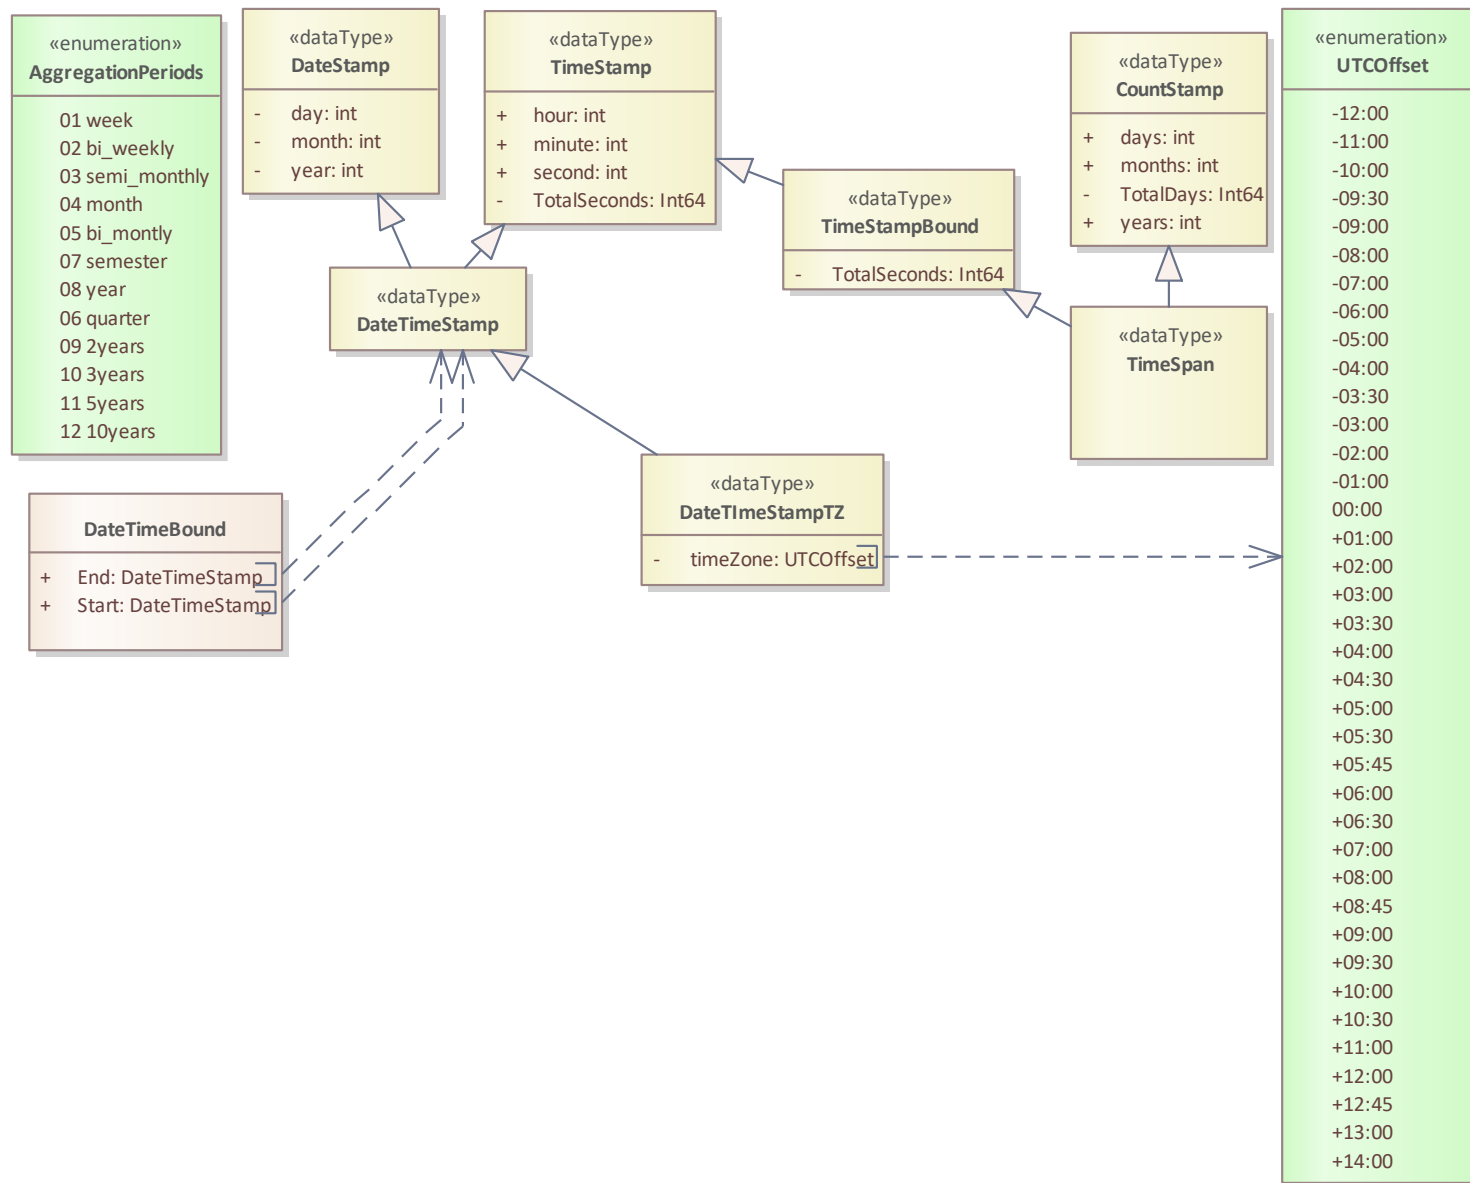 «enumeration»
AggregationPeriods
01 week
02 bi_weekly
03 semi_monthly
04 month
05 bi_montly
07 semester
08 year
06 quarter
09 2years
10 3years
11 5years
12 10years
«dataType»
DateStamp
- day: int
- month: int
- year: int
«dataType»
TimeStamp
+ hour: int
+ minute: int
+ second: int
- TotalSeconds: Int64
«dataType»
TimeStampBound
- TotalSeconds: Int64
«dataType»
CountStamp
+ days: int
+ months: int
- TotalDays: Int64
+ years: int
«dataType»
DateTimeStamp
«dataType»
TimeSpan
DateTimeBound
+ End: DateTimeStamp
+ Start: DateTimeStamp
«dataType»
DateTImeStampTZ
- timeZone: UTCOffset
«enumeration»
UTCOffset
-12:00
-11:00
-10:00
-09:30
-09:00
-08:00
-07:00
-06:00
-05:00
-04:00
-03:30
-03:00
-02:00
-01:00
00:00
+01:00
+02:00
+03:00
+03:30
+04:00
+04:30
+05:00
+05:30
+05:45
+06:00
+06:30
+07:00
+08:00
+08:45
+09:00
+09:30
+10:00
+10:30
+11:00
+12:00
+12:45
+13:00
+14:00